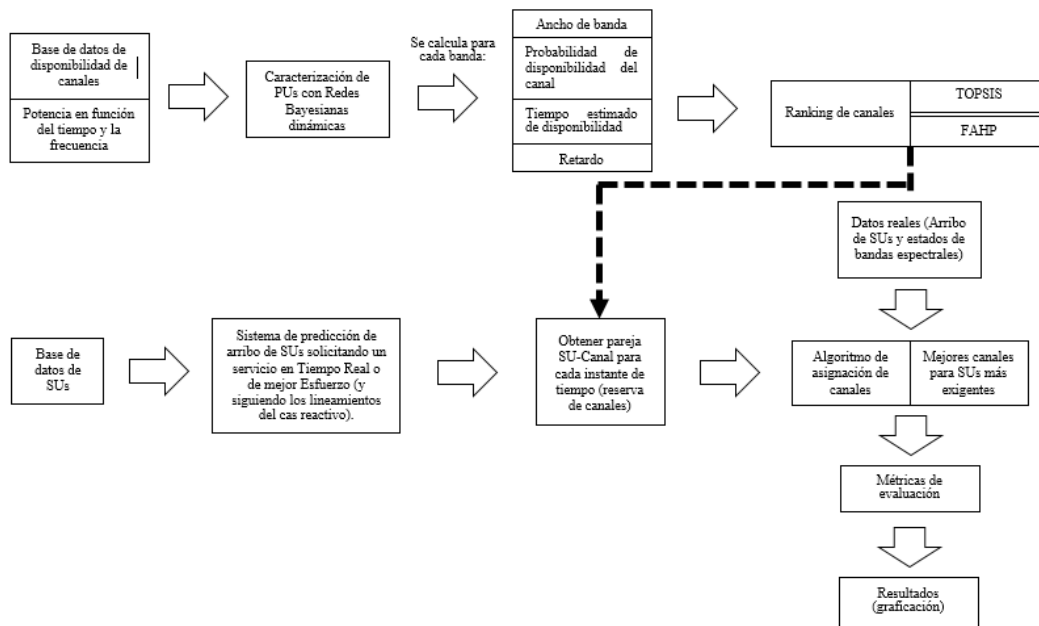 Base de datos de
disponibilidad de
canales
Potencia en función
del tiempo y la
frecuencia
Caracterización de
PUs con Redes
Bayesianas
dinámicas
Se calcula para
cada banda:
Ancho de banda
Probabilidad de
disponibilidad del
canal
Tiempo estimado
de disponibilidad
Retardo
Ranking de canales
TOPSIS
FAHP
Datos reales (Arribo
de SUs y estados de
bandas espectrales)
Base de
datos de
SUs
Sistema de predicción de
arribo de SUs solicitando un
servicio en Tiempo Real o
de mejor Esfuerzo (y
siguiendo los lineamientos
del cas reactivo).
Obtener pareja
SU-Canal para
cada instante de
tiempo (reserva
de canales)
Algoritmo de
asignación de
canales
Mejores canales
para SUs más
exigentes
Métricas de
evaluación
Resultados
(graficación)